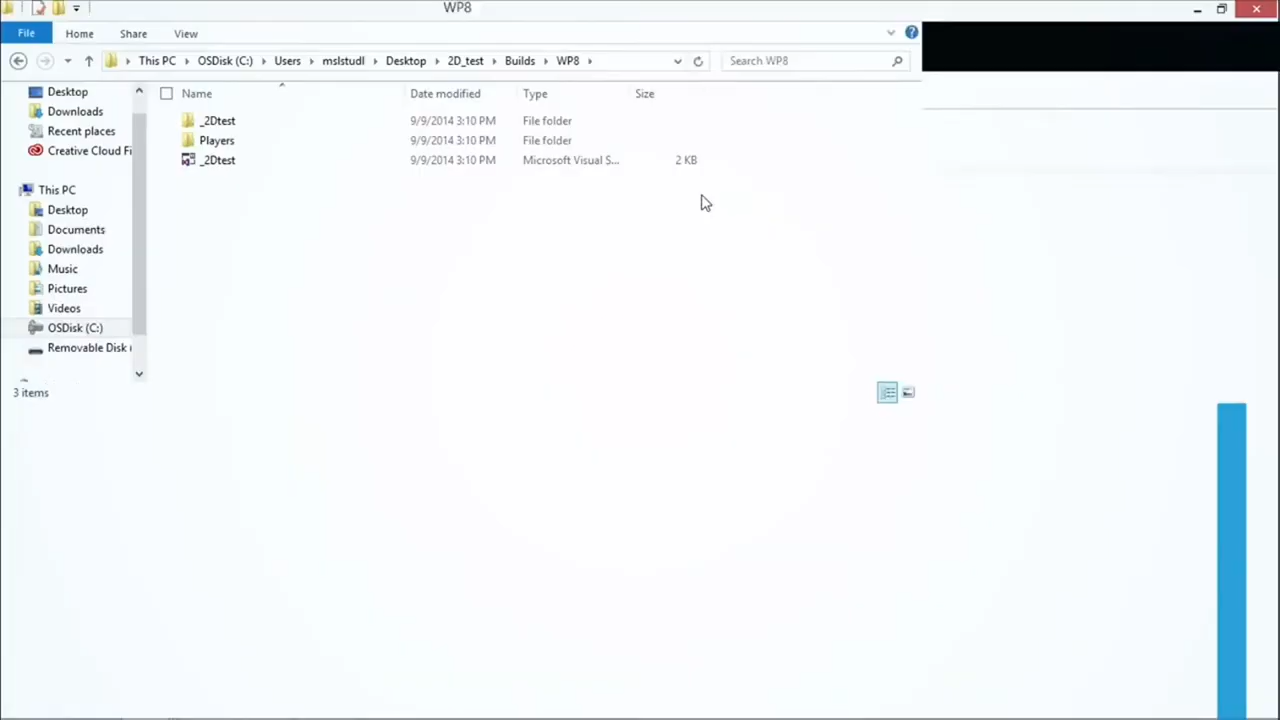 WP8
File Home Share View
This PC OSDisk (C:) Users mslstudl Desktop 2D_test Builds WP8 Search WP8
Name Date modified Type Size
Desktop
Downloads
Recent places
Creative Cloud Fi
This PC
Desktop
Documents
Downloads
Music
Pictures
Videos
OSDisk (C:)
Removable Disk (
_2Dtest 9/9/2014 3:10 PM File folder
Players 9/9/2014 3:10 PM File folder
_2Dtest 9/9/2014 3:10 PM Microsoft Visual S... 2 KB
3 items